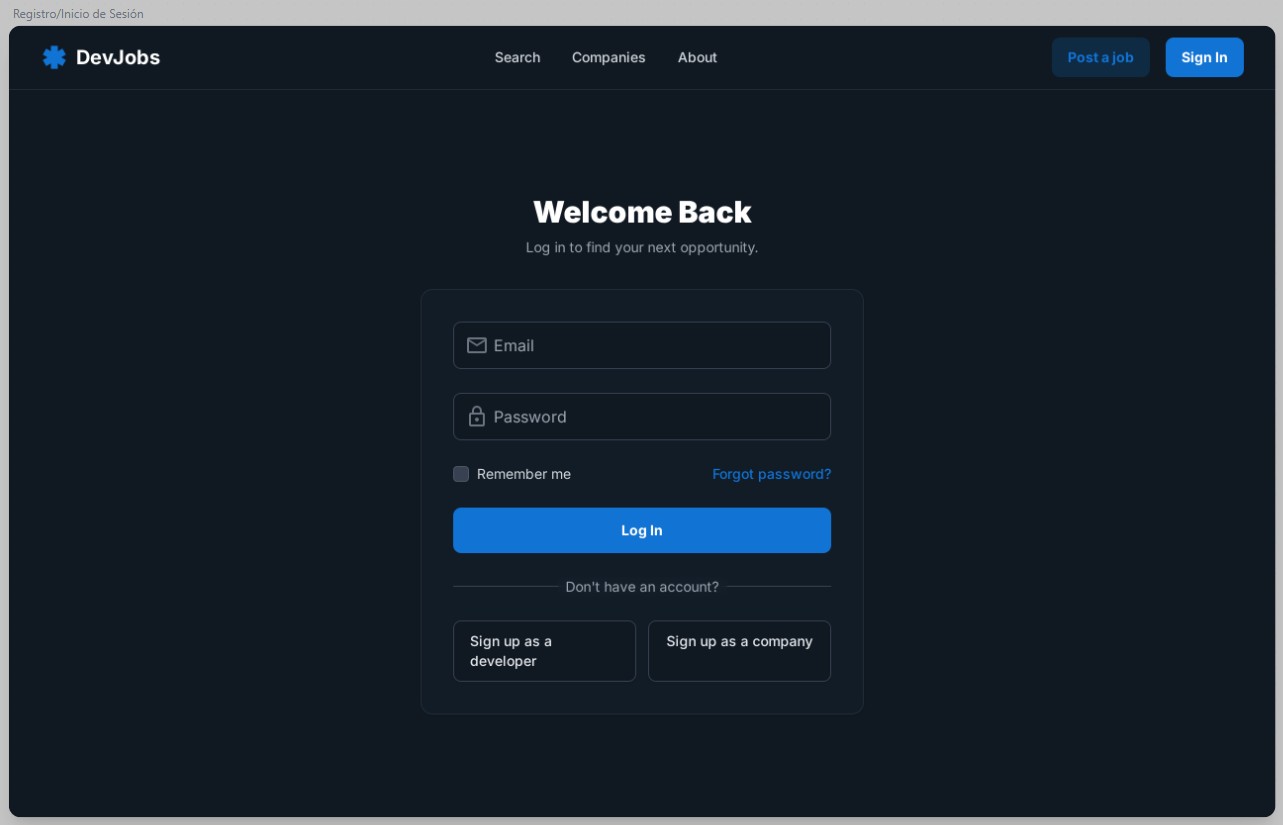 Registro/Inicio de Sesión
DevJobs
Search
Companies
About
Post a job
Sign In
Welcome Back
Log in to find your next opportunity.
Email
Password
Remember me
Forgot password?
Log In
Don't have an account?
Sign up as a
developer
Sign up as a company